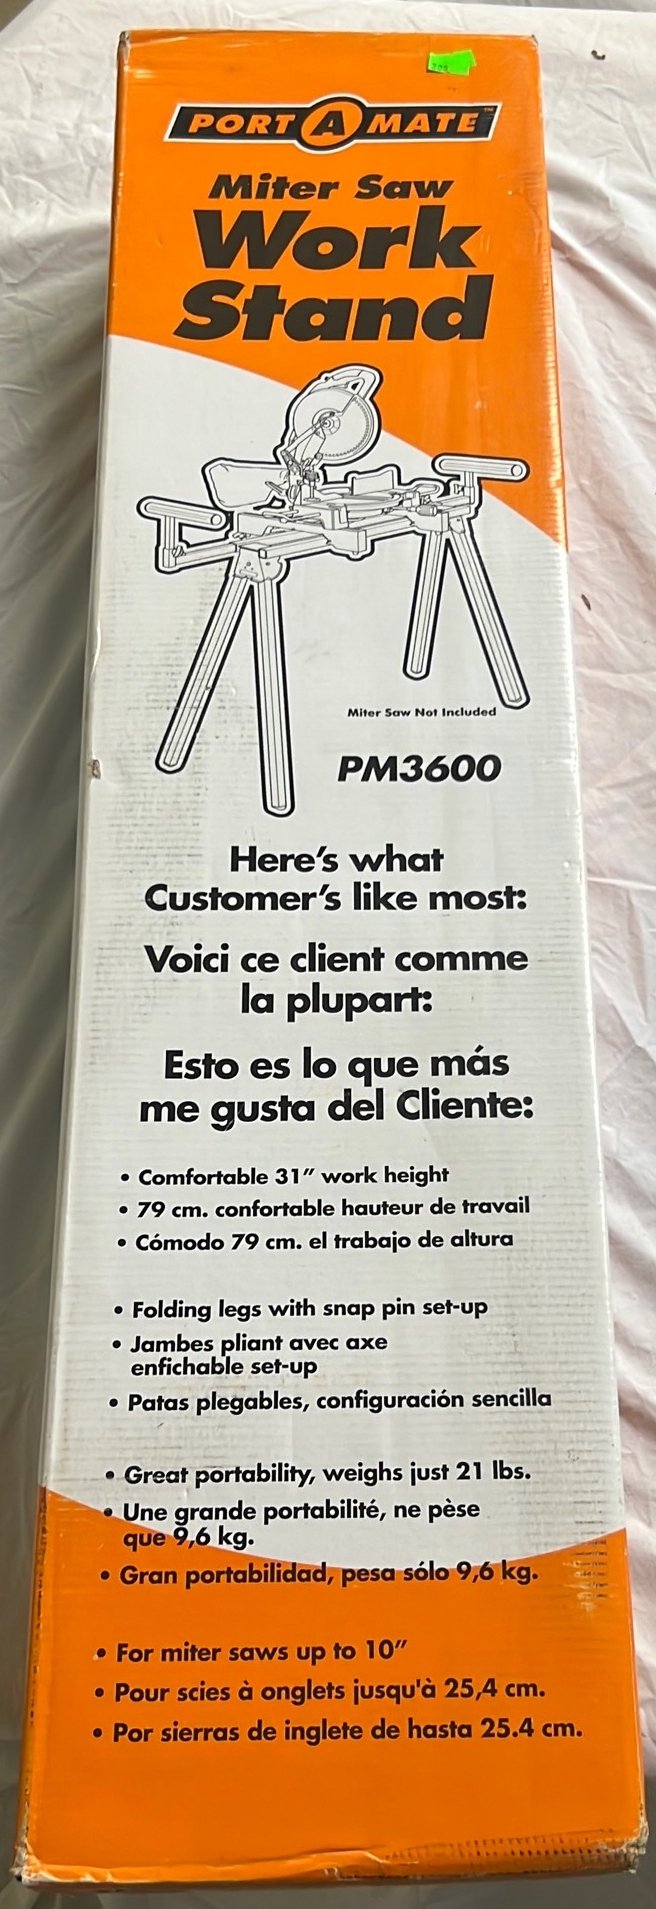 PORT A MATE™
Miter Saw
Work
Stand
Miter Saw Not Included
PM3600
Here's what
Customer's like most:
Voici ce client comme
la plupart:
Esto es lo que más
me gusta del Cliente:
• Comfortable 31" work height
• 79 cm. confortable hauteur de travail
• Cómodo 79 cm. el trabajo de altura
• Folding legs with snap pin set-up
• Jambes pliant avec axe
enfichable set-up
• Patas plegables, configuración sencilla
• Great portability, weighs just 21 lbs.
• Une grande portabilité, ne pèse
que 9,6 kg.
• Gran portabilidad, pesa sólo 9,6 kg.
• For miter saws up to 10"
• Pour scies à onglets jusqu'à 25,4 cm.
• Por sierras de inglete de hasta 25.4 cm.